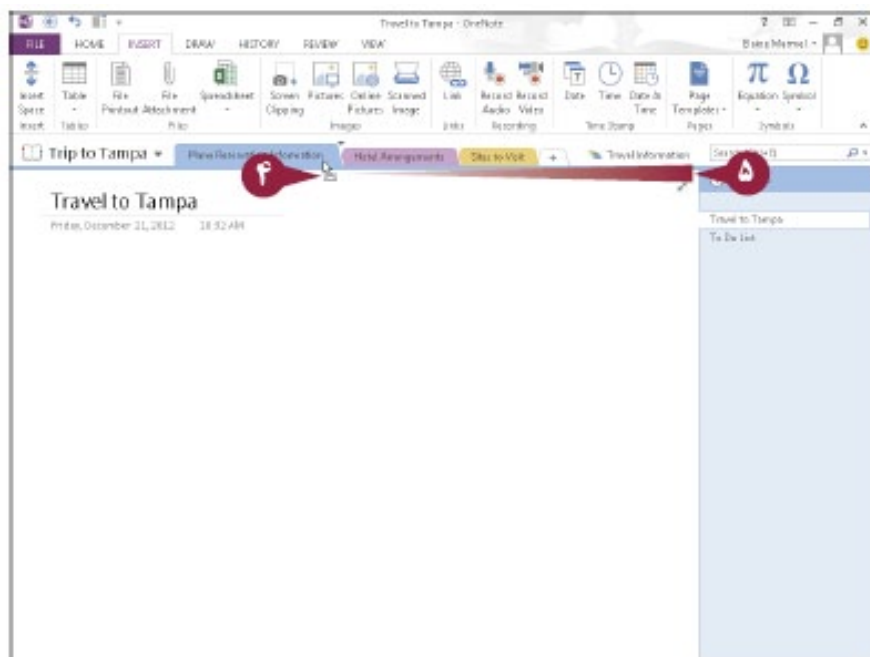 Travel to Tampa - OneNote
FILE HOME INSERT DRAW HISTORY REVIEW VIEW
Insert Space
Table
File Printout
File Attachment
Spreadsheet
Screen Clipping
Pictures
Online Pictures
Scanned Image
Link
Record Audio
Record Video
Date
Time
Date & Time
Page Templates
Equation
Symbol
Insert Tables Files Images Links Recording Time Stamp Pages Symbols
Trip to Tampa Hotel Arrangements Sites to Visit + Travel Information
۴ ۵
Travel to Tampa
Friday, December 21, 2012 10:32 AM
Travel to Tampa
To Do List